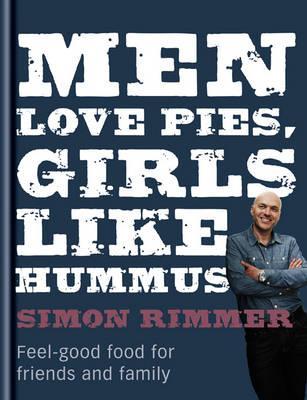 MEN
LOVE PIES,
GIRLS
LIKE
HUMMUS
SIMON RIMMER
Feel-good food for
friends and family